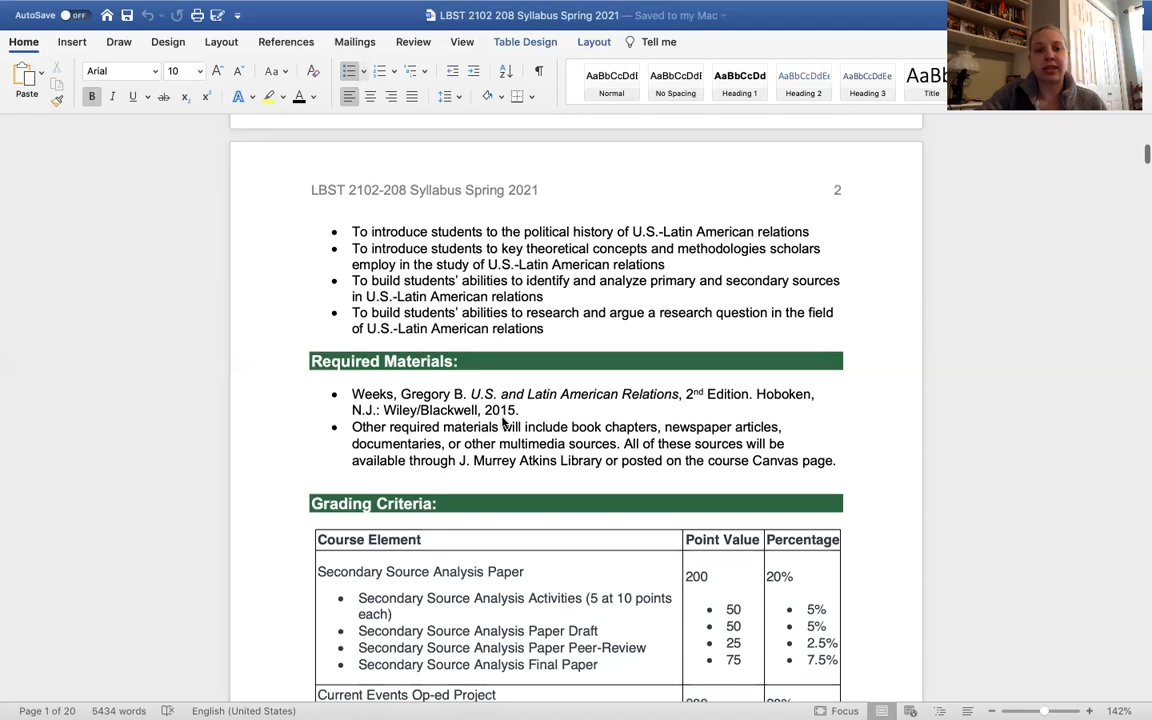 AutoSave OFF
LBST 2102 208 Syllabus Spring 2021 — Saved to my Mac
Home Insert Draw Design Layout References Mailings Review View Table Design Layout Tell me
Paste
Arial 10
AaBbCcDdE AaBbCcDdE AaBbCcDd AaBbCcDdEe AaBbCcDdEe AaBb
Normal No Spacing Heading 1 Heading 2 Heading 3 Title
LBST 2102-208 Syllabus Spring 2021 2
• To introduce students to the political history of U.S.-Latin American relations
• To introduce students to key theoretical concepts and methodologies scholars
employ in the study of U.S.-Latin American relations
• To build students' abilities to identify and analyze primary and secondary sources
in U.S.-Latin American relations
• To build students' abilities to research and argue a research question in the field
of U.S.-Latin American relations
Required Materials:
• Weeks, Gregory B. U.S. and Latin American Relations, 2nd Edition. Hoboken,
N.J.: Wiley/Blackwell, 2015.
• Other required materials will include book chapters, newspaper articles,
documentaries, or other multimedia sources. All of these sources will be
available through J. Murrey Atkins Library or posted on the course Canvas page.
Grading Criteria:
Course Element Point Value Percentage
Secondary Source Analysis Paper 200 20%
• Secondary Source Analysis Activities (5 at 10 points
each) • 50 • 5%
• Secondary Source Analysis Paper Draft • 50 • 5%
• Secondary Source Analysis Paper Peer-Review • 25 • 2.5%
• Secondary Source Analysis Final Paper • 75 • 7.5%
Current Events Op-ed Project
Page 1 of 20 5434 words English (United States) Focus 142%